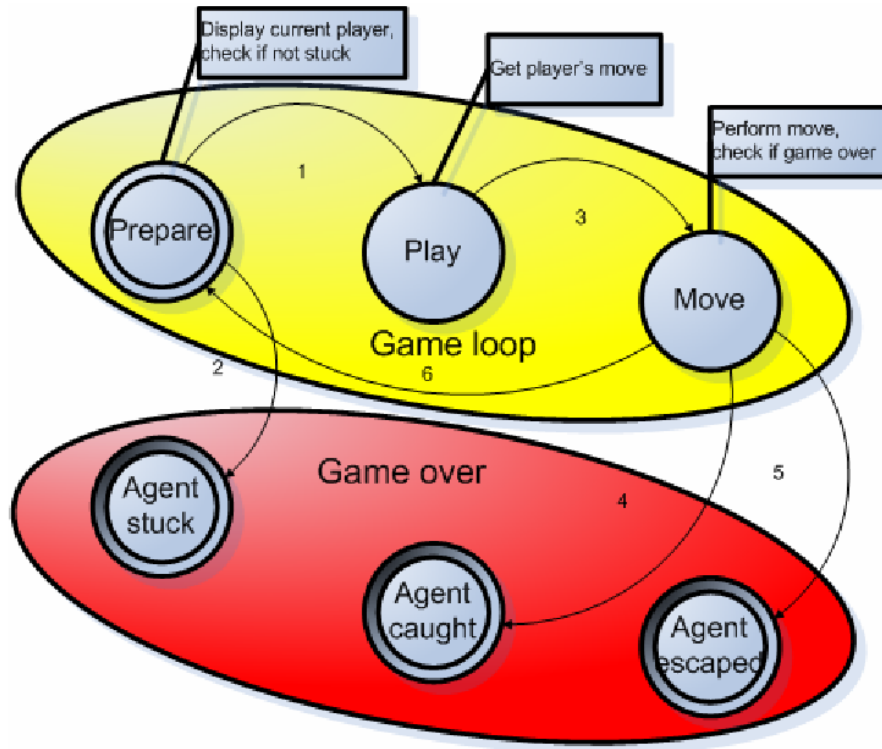 Display current player,
check if not stuck
Get player's move
Perform move,
check if game over
1
3
Prepare
Play
Move
Game loop
2
6
Game over
5
4
Agent
stuck
Agent
caught
Agent
escaped